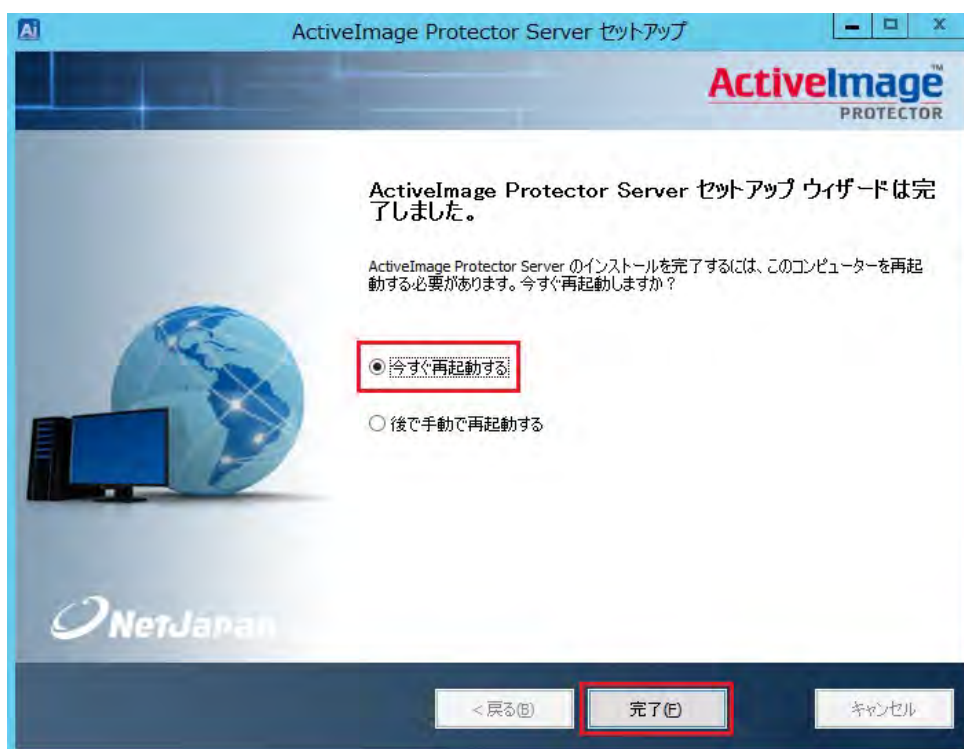 Ai
ActiveImage Protector Server セットアップ
ActiveImage™
PROTECTOR
ActiveImage Protector Server セットアップ ウィザードは完
了しました。
ActiveImage Protector Server のインストールを完了するには、このコンピューターを再起
動する必要があります。今すぐ再起動しますか？
今すぐ再起動する
後で手動で再起動する
NetJapan
< 戻る(B)
完了(F)
キャンセル